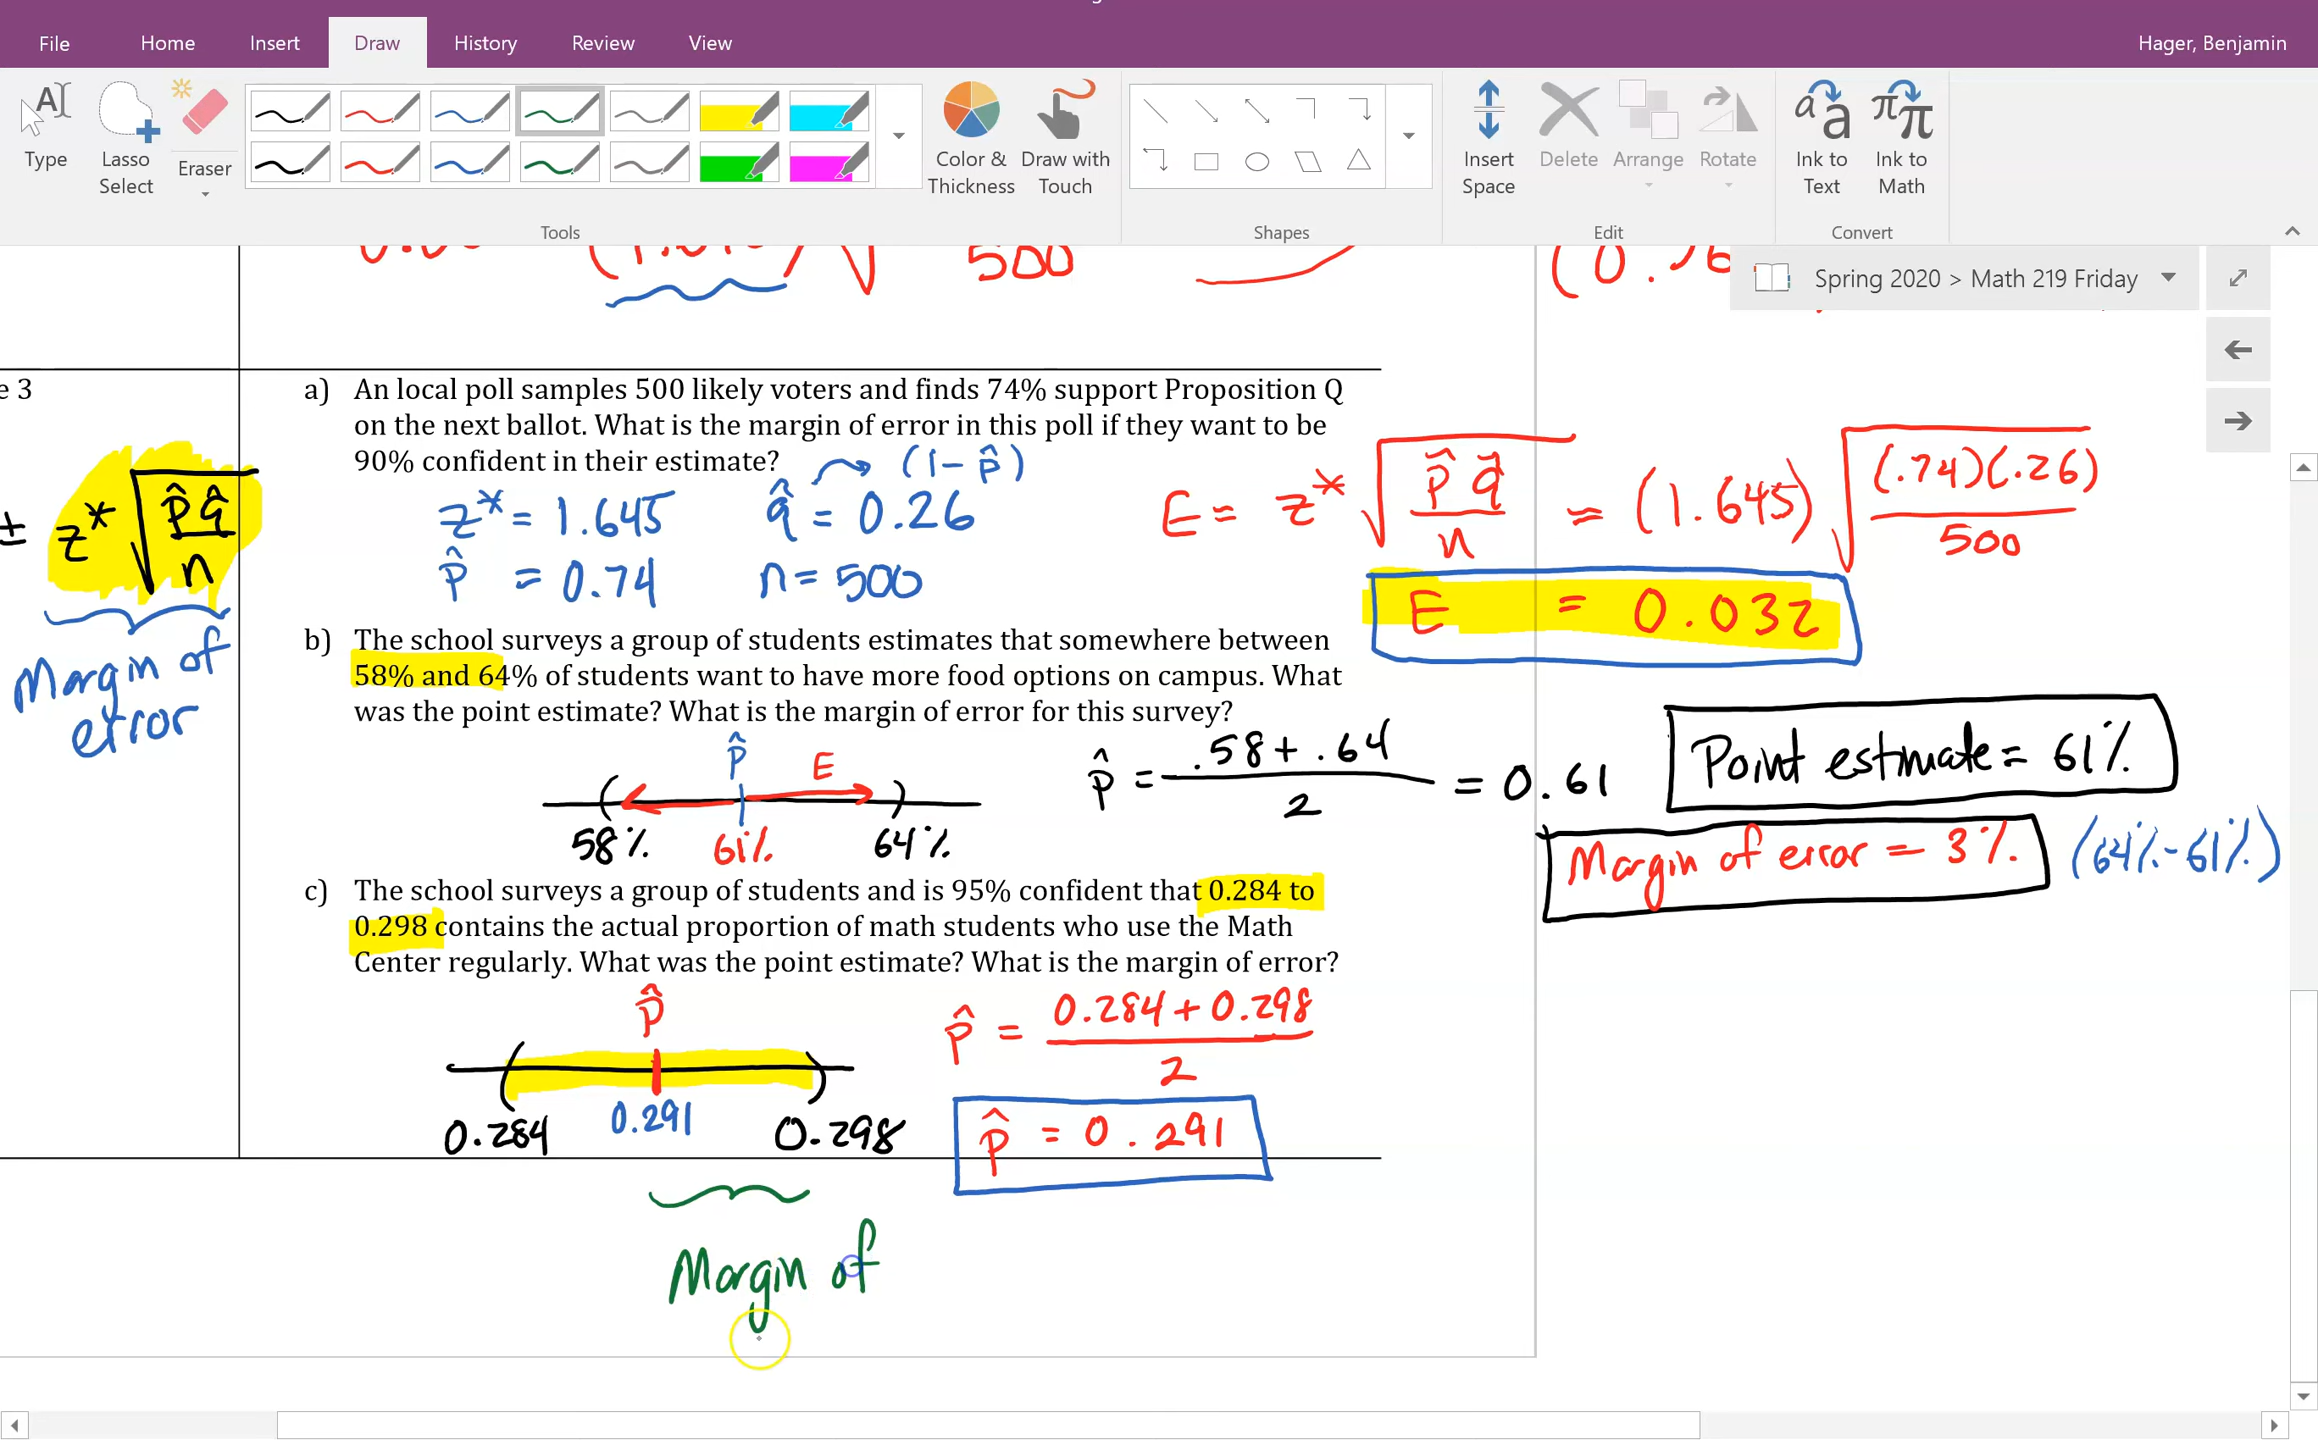 File Home Insert Draw History Review View Hager, Benjamin
Type Lasso Select Eraser Color & Thickness Draw with Touch Insert Space Delete Arrange Rotate Ink to Text Ink to Math
Tools Shapes Edit Convert
500
Spring 2020 > Math 219 Friday
e 3
a) An local poll samples 500 likely voters and finds 74% support Proposition Q
on the next ballot. What is the margin of error in this poll if they want to be
90% confident in their estimate? (1 - p̂)
± z* √(p̂q̂/n)
Margin of
error
z* = 1.645 q̂ = 0.26
p̂ = 0.74 n = 500
E = z* √(p̂q̂/n) = (1.645) √((.74)(.26)/500)
E = 0.032
b) The school surveys a group of students estimates that somewhere between
58% and 64% of students want to have more food options on campus. What
was the point estimate? What is the margin of error for this survey?
p̂ E
58% 61% 64%
p̂ = (.58 + .64)/2 = 0.61
Point estimate = 61%
Margin of error = 3% (64% - 61%)
c) The school surveys a group of students and is 95% confident that 0.284 to
0.298 contains the actual proportion of math students who use the Math
Center regularly. What was the point estimate? What is the margin of error?
p̂
0.284 0.291 0.298
p̂ = (0.284 + 0.298)/2
p̂ = 0.291
Margin of